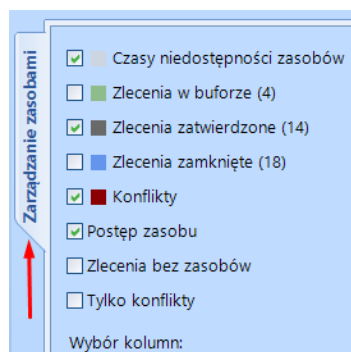 Zarządzanie zasobami
Czasy niedostępności zasobów
Zlecenia w buforze (4)
Zlecenia zatwierdzone (14)
Zlecenia zamknięte (18)
Konflikty
Postęp zasobu
Zlecenia bez zasobów
Tylko konflikty
Wybór kolumn: